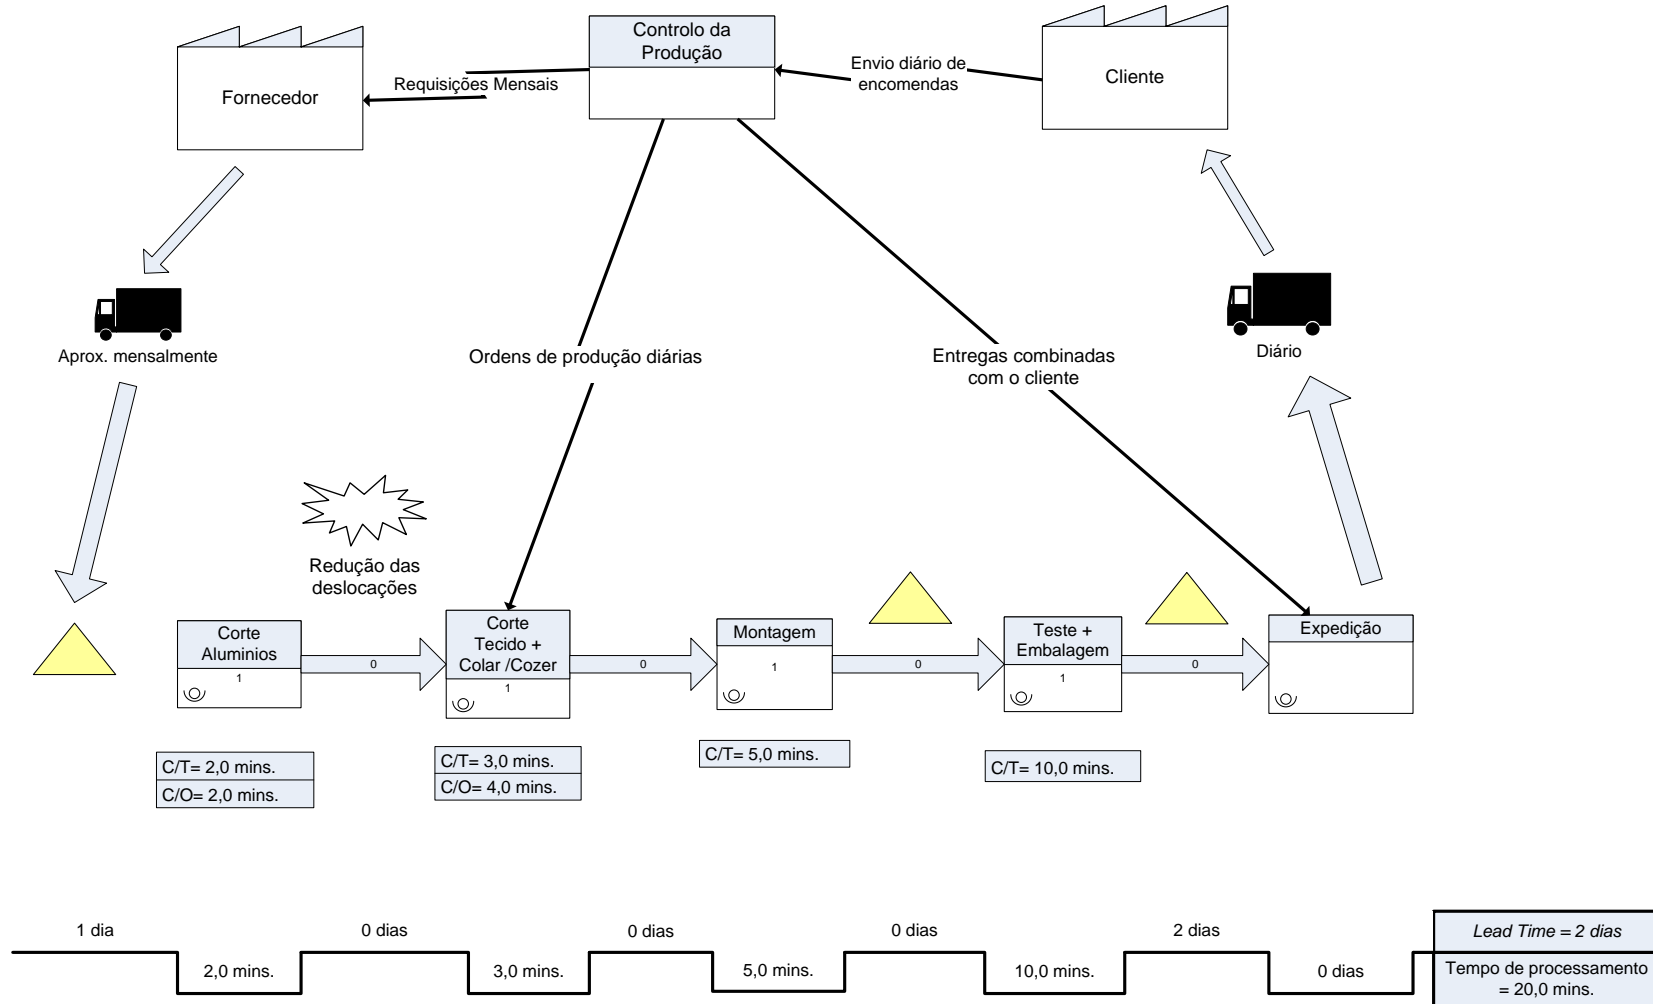 Controlo da
Produção
Fornecedor
Requisições Mensais
Envio diário de
encomendas
Cliente
Aprox. mensalmente
Ordens de produção diárias
Entregas combinadas
com o cliente
Diário
Redução das
deslocações
Corte
Aluminios
1
0
Corte
Tecido +
Colar /Cozer
1
0
Montagem
1
0
Teste +
Embalagem
1
0
Expedição
C/T= 2,0 mins.
C/O= 2,0 mins.
C/T= 3,0 mins.
C/O= 4,0 mins.
C/T= 5,0 mins.
C/T= 10,0 mins.
1 dia
0 dias
0 dias
0 dias
2 dias
2,0 mins.
3,0 mins.
5,0 mins.
10,0 mins.
0 dias
Lead Time = 2 dias
Tempo de processamento
= 20,0 mins.